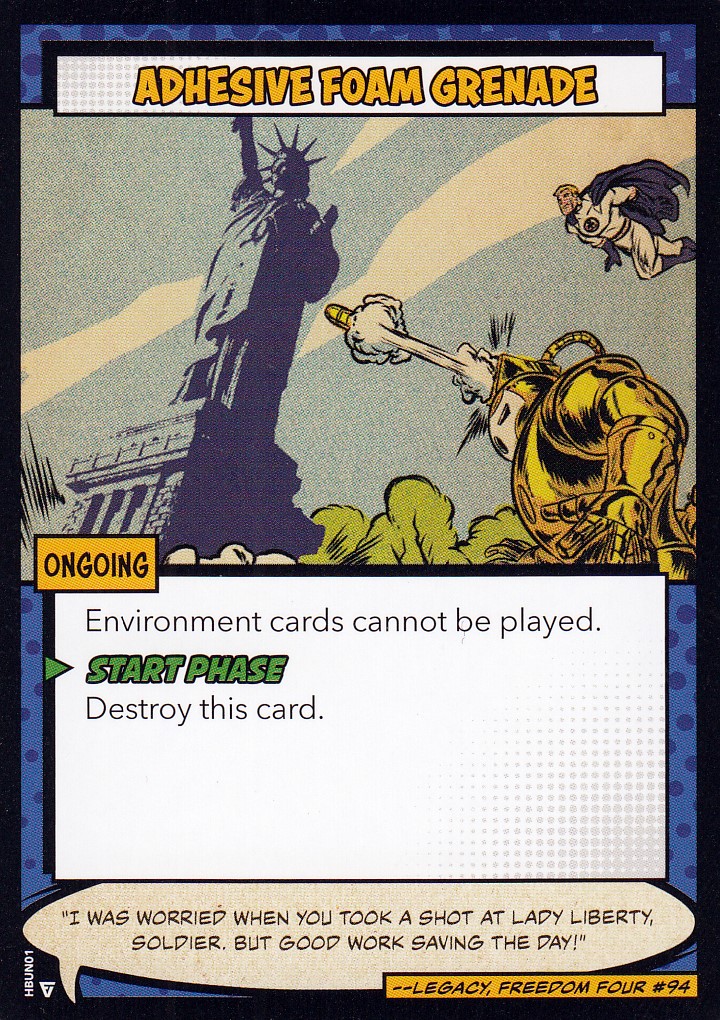 ADHESIVE FOAM GRENADE
ONGOING
Environment cards cannot be played.
START PHASE
Destroy this card.
"I WAS WORRIED WHEN YOU TOOK A SHOT AT LADY LIBERTY,
SOLDIER. BUT GOOD WORK SAVING THE DAY!"
--LEGACY, FREEDOM FOUR #94
HBUN01